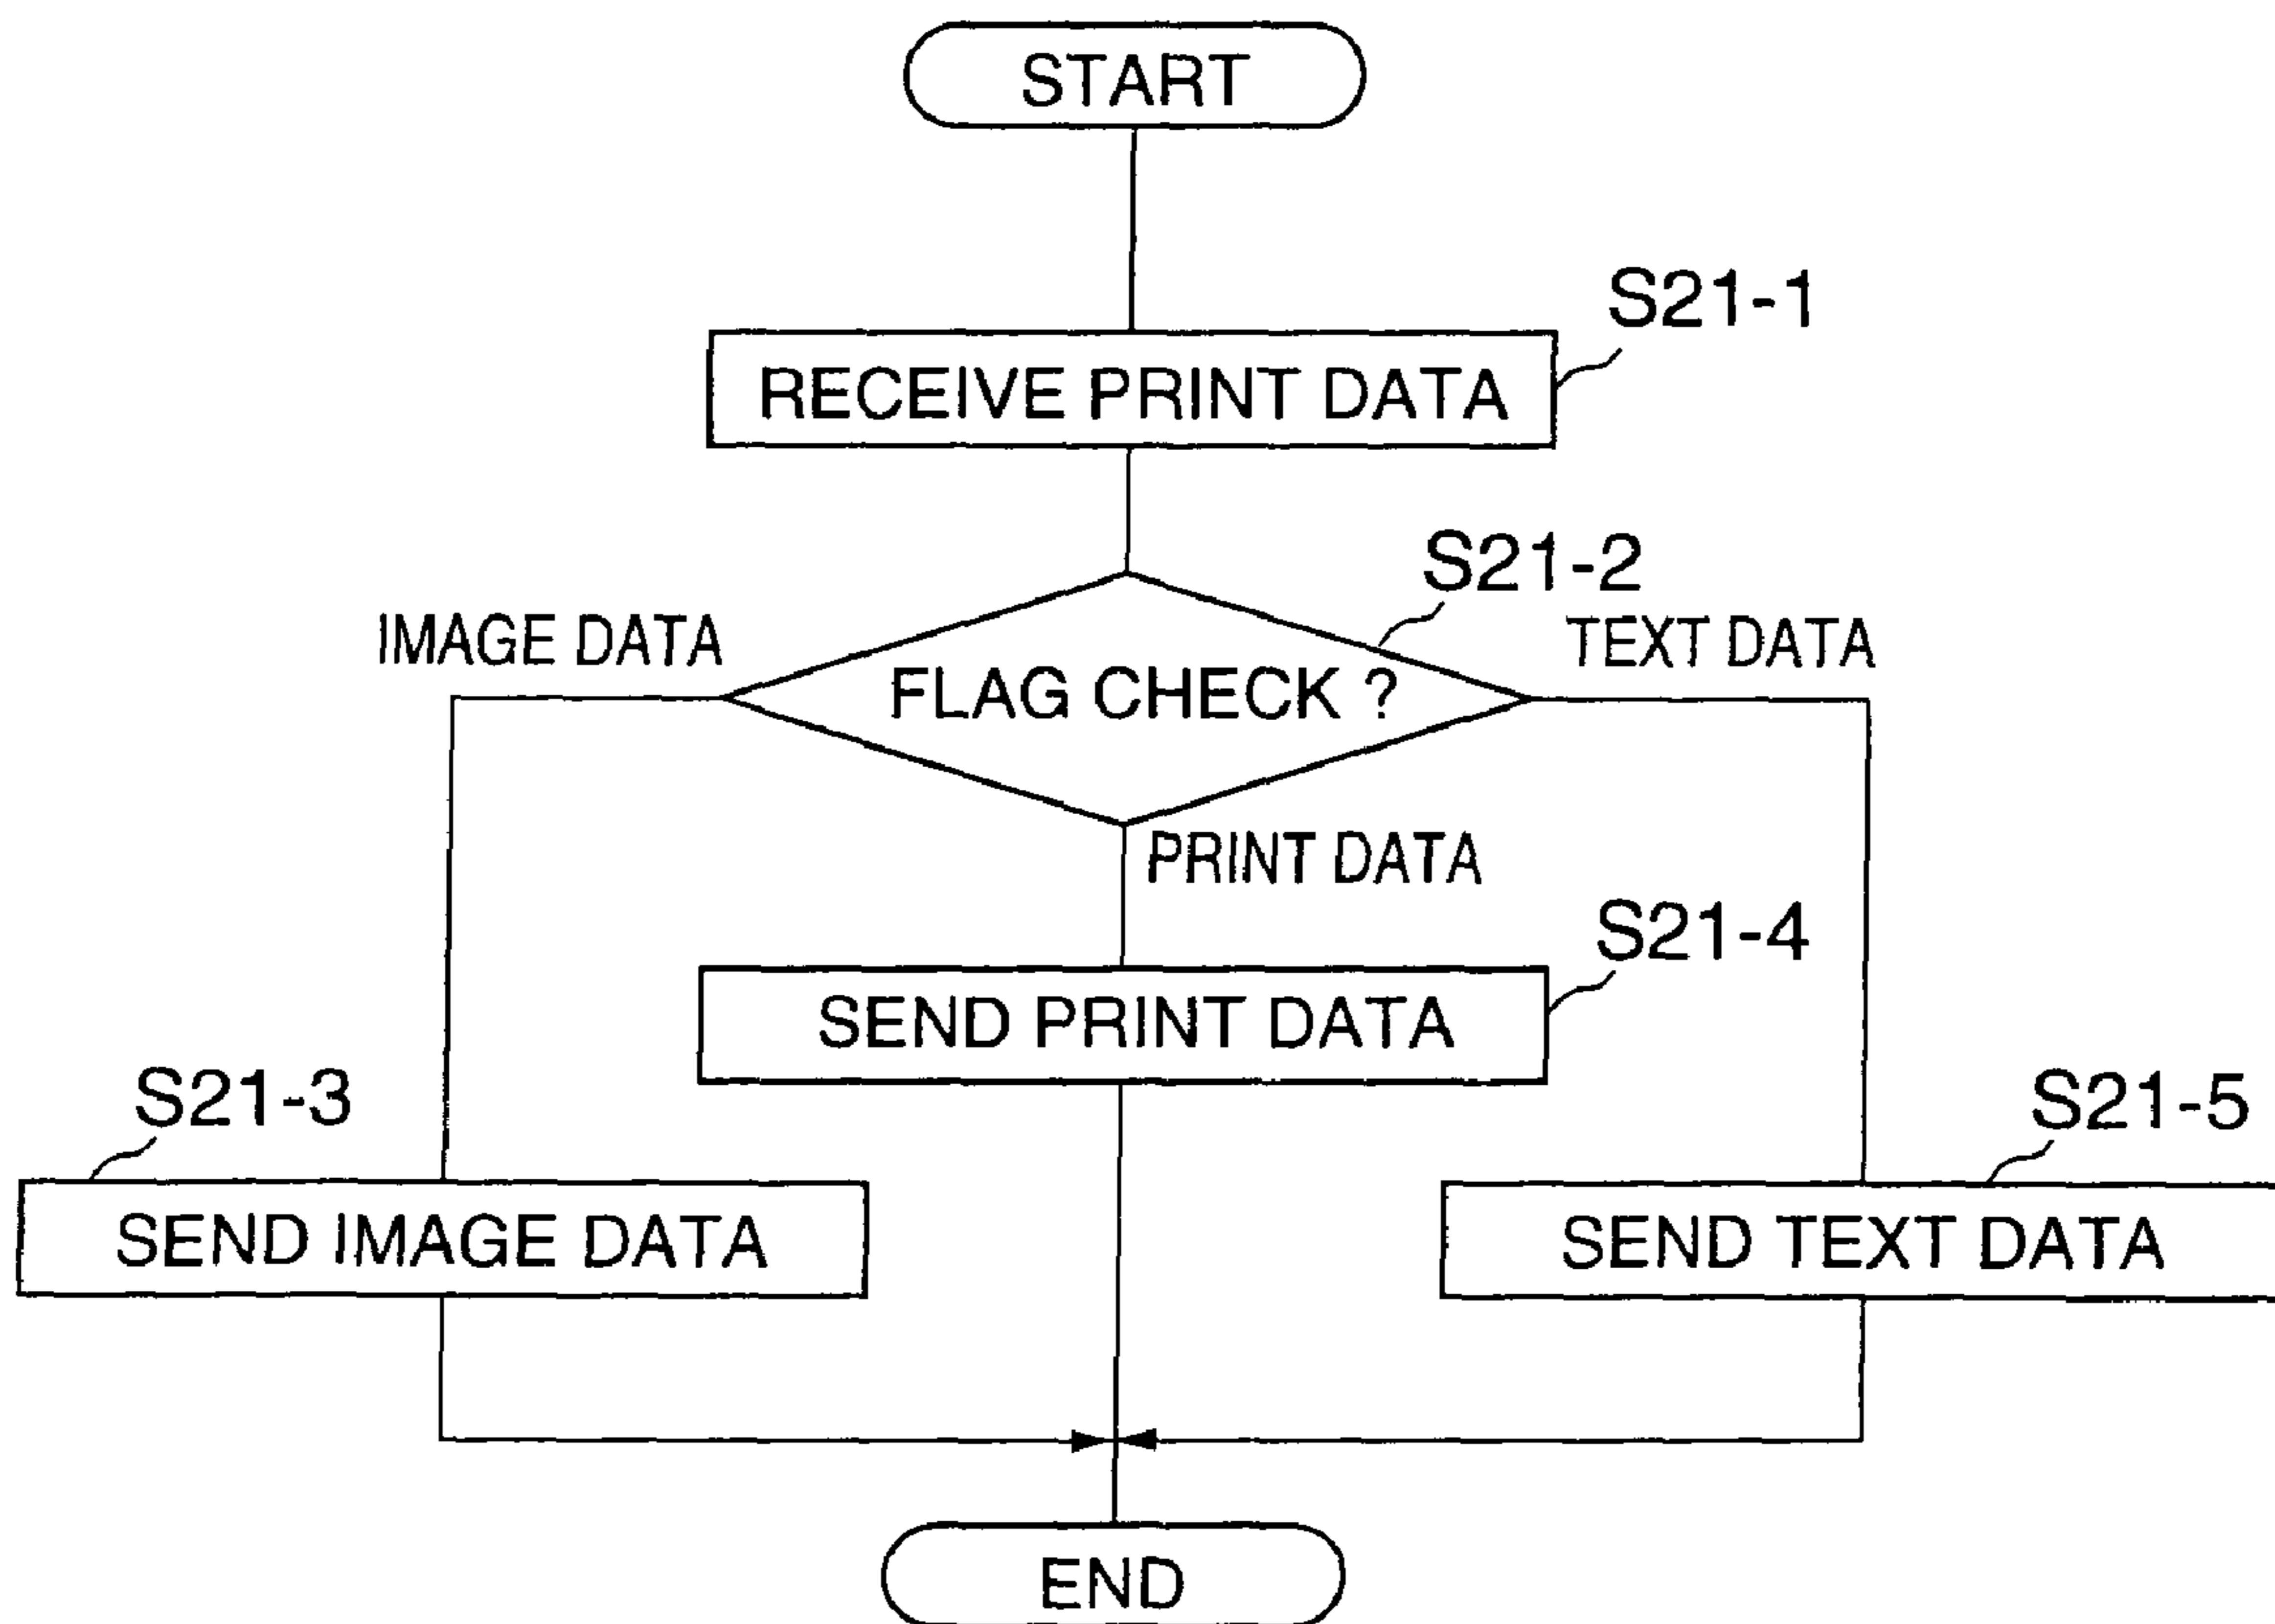 START
S21-1
RECEIVE PRINT DATA
S21-2
IMAGE DATA
TEXT DATA
FLAG CHECK ?
PRINT DATA
S21-4
SEND PRINT DATA
S21-3
S21-5
SEND IMAGE DATA
SEND TEXT DATA
END